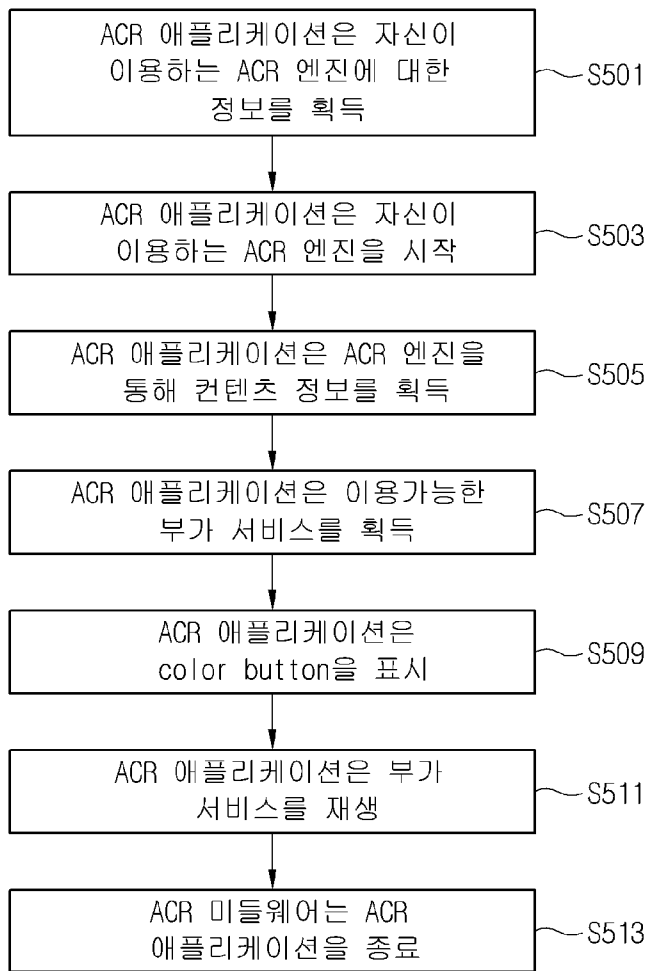 ACR 애플리케이션은 자신이
이용하는 ACR 엔진에 대한
정보를 획득
S501
ACR 애플리케이션은 자신이
이용하는 ACR 엔진을 시작
S503
ACR 애플리케이션은 ACR 엔진을
통해 컨텐츠 정보를 획득
S505
ACR 애플리케이션은 이용가능한
부가 서비스를 획득
S507
ACR 애플리케이션은
color button을 표시
S509
ACR 애플리케이션은 부가
서비스를 재생
S511
ACR 미들웨어는 ACR
애플리케이션을 종료
S513